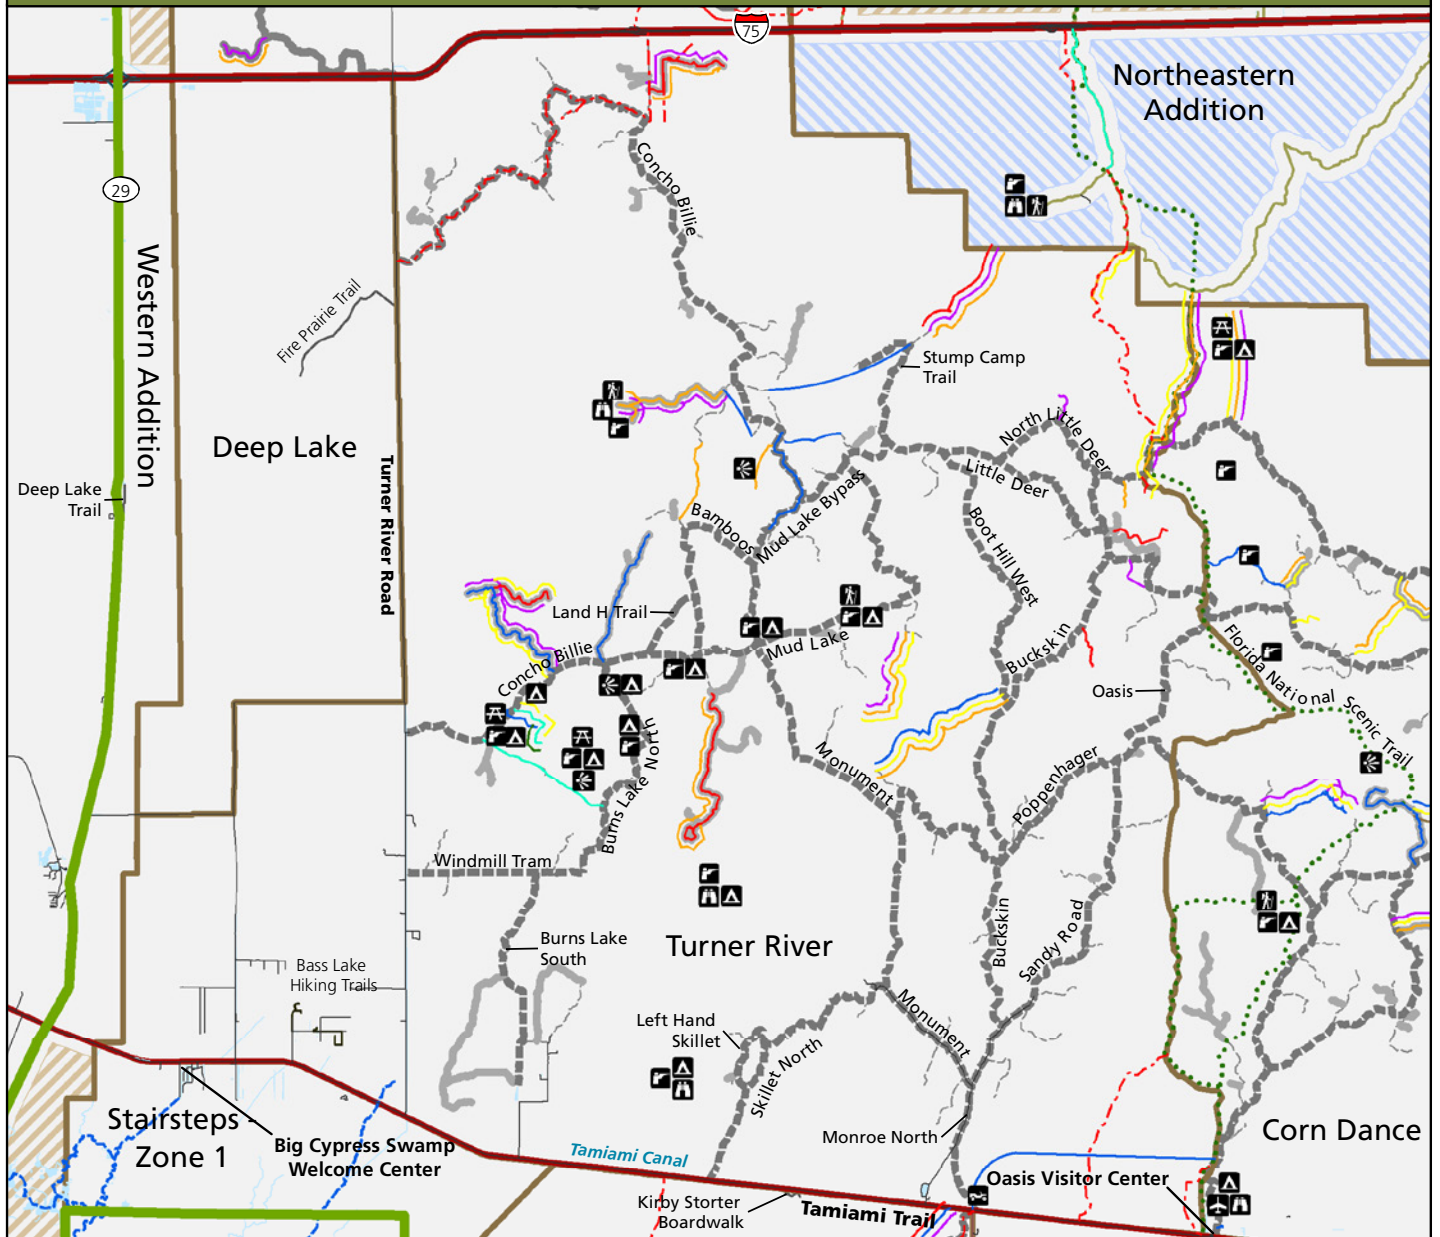 75
Northeastern
Addition
29
Western Addition
Concho Billie
Fire Prairie Trail
Stump Camp
Trail
Deep Lake
North Little Deer
Little Deer
Deep Lake
Trail
Turner River Road
Bamboos
Mud Lake Bypass
Boot Hill West
Land H Trail
Mud Lake
Concho Billie
Bucksk in
Florida National Scenic Trail
Oasis
Burns Lake North
Monument
Poppenhager
Windmill Tram
Buckskin
Sandy Road
Burns Lake
South
Turner River
Bass Lake
Hiking Trails
Left Hand
Skillet
Skillet North
Monument
Stairsteps
Zone 1
Big Cypress Swamp
Welcome Center
Monroe North
Corn Dance
Tamiami Canal
Oasis Visitor Center
Kirby Storter
Boardwalk
Tamiami Trail